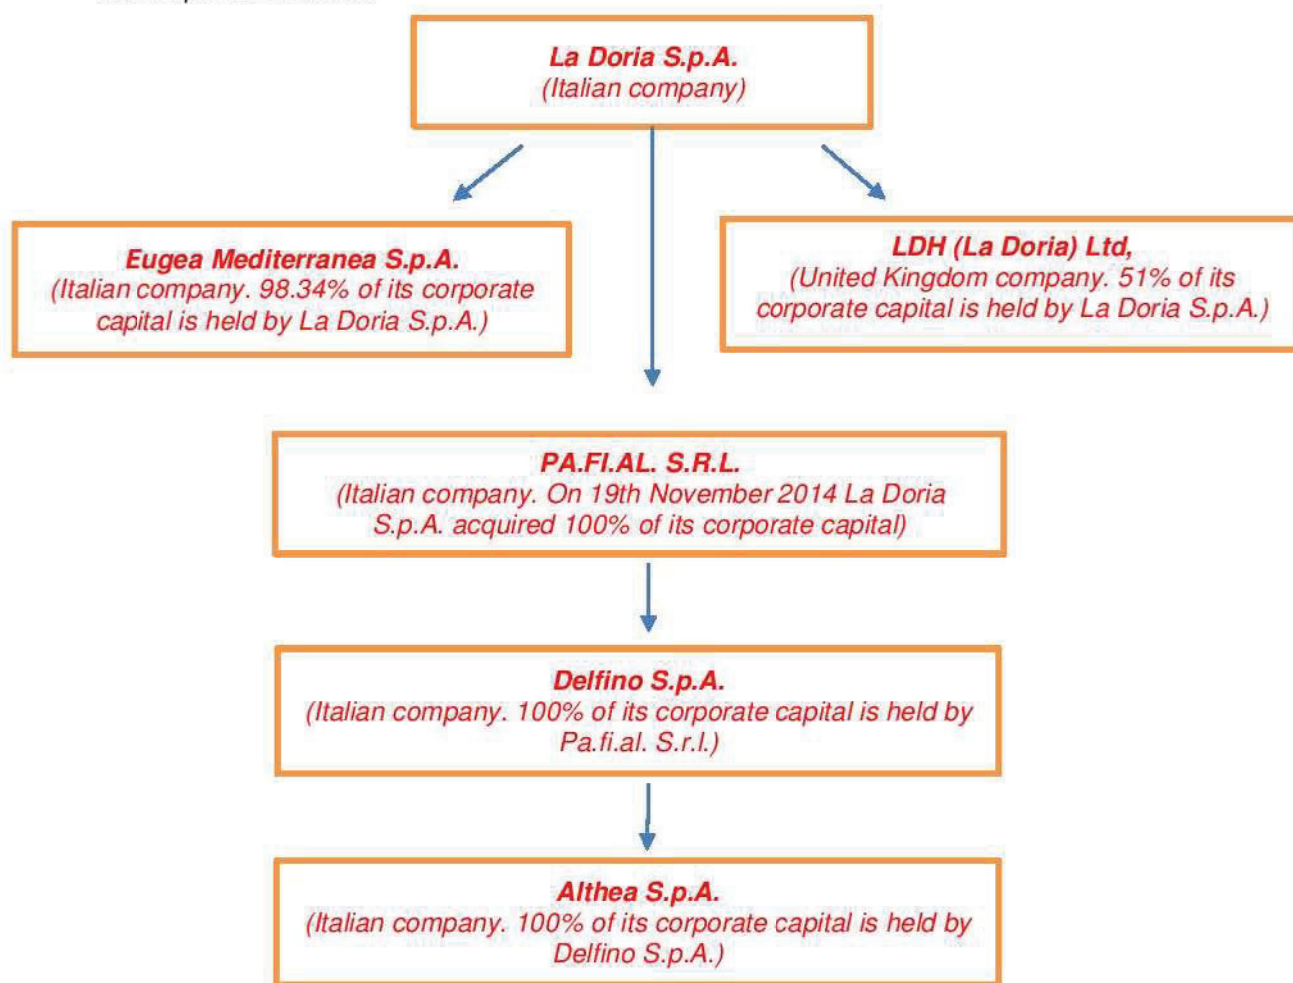 La Doria S.p.A.
(Italian company)
Eugea Mediterranea S.p.A.
(Italian company. 98.34% of its corporate
capital is held by La Doria S.p.A.)
LDH (La Doria) Ltd,
(United Kingdom company. 51% of its
corporate capital is held by La Doria S.p.A.)
PA.FI.AL. S.R.L.
(Italian company. On 19th November 2014 La Doria
S.p.A. acquired 100% of its corporate capital)
Delfino S.p.A.
(Italian company. 100% of its corporate capital is held by
Pa.fi.al. S.r.l.)
Althea S.p.A.
(Italian company. 100% of its corporate capital is held by
Delfino S.p.A.)